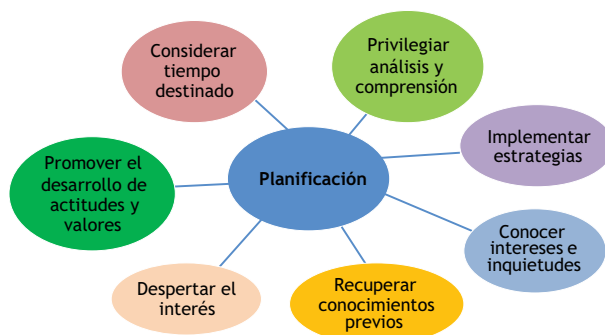 Considerar
tiempo
destinado
Privilegiar
análisis y
comprensión
Implementar
estrategias
Promover el
desarrollo de
actitudes y
valores
Planificación
Conocer
intereses e
inquietudes
Despertar el
interés
Recuperar
conocimientos
previos